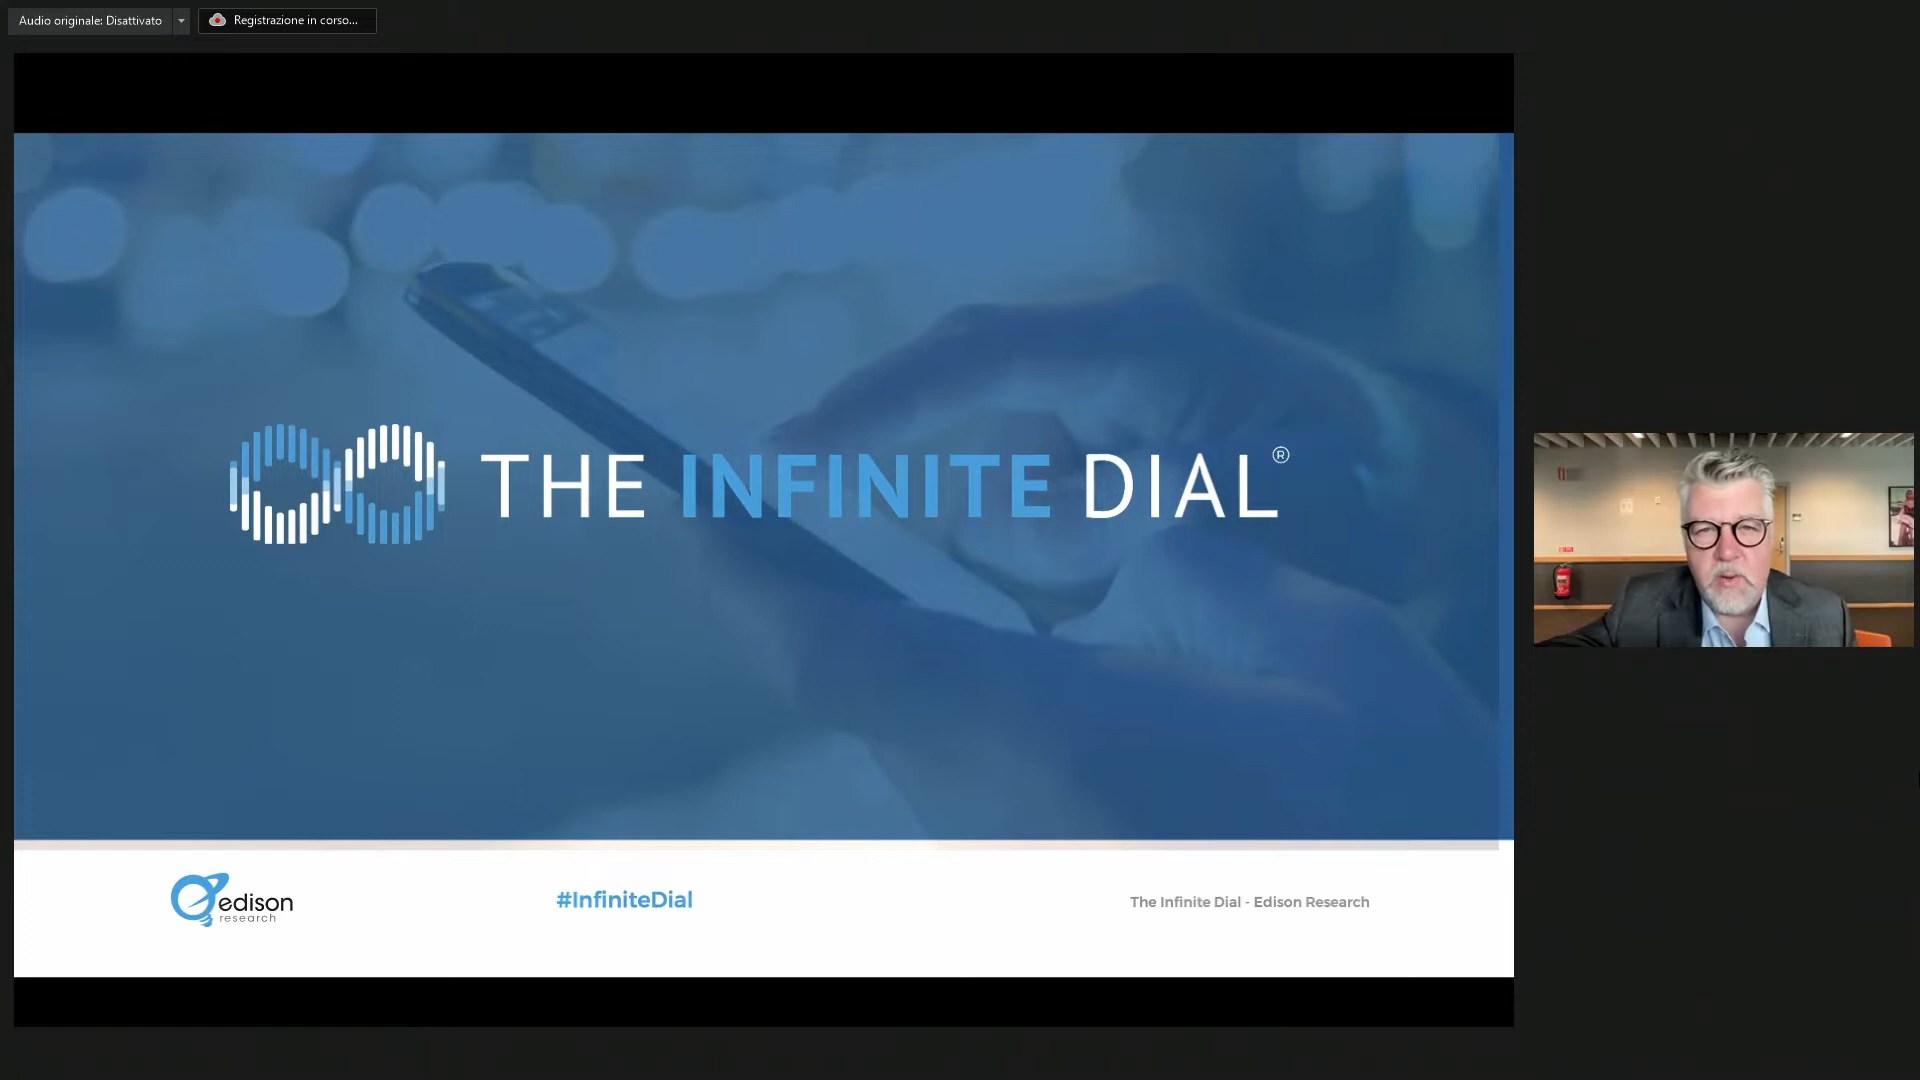 Audio originale: Disattivato
Registrazione in corso...
THE INFINITE DIAL®
edison
research
#InfiniteDial
The Infinite Dial - Edison Research